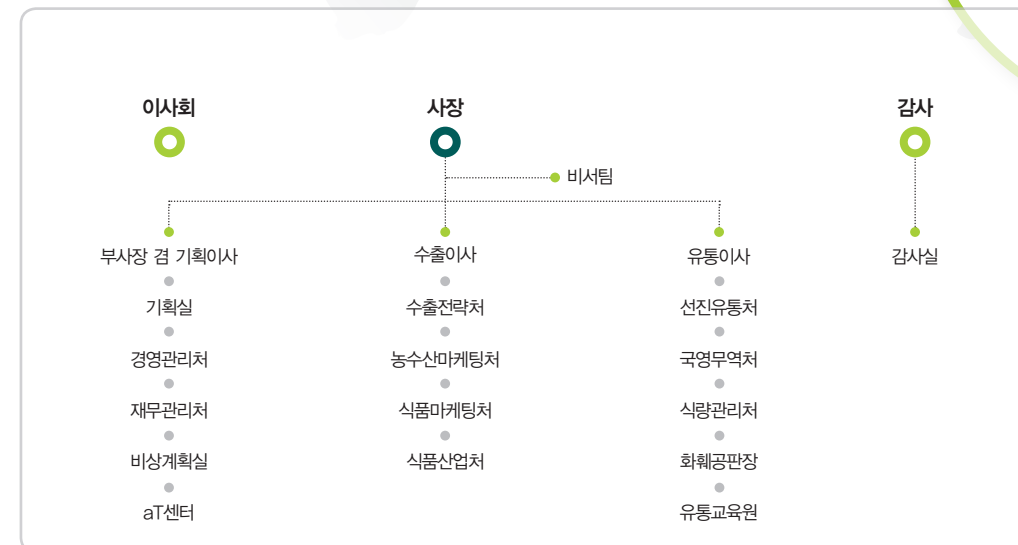 이사회
사장
감사
비서팀
부사장 겸 기획이사
수출이사
유통이사
감사실
기획실
수출전략처
선진유통처
경영관리처
농수산마케팅처
국영무역처
재무관리처
식품마케팅처
식량관리처
비상계획실
식품산업처
화훼공판장
aT센터
유통교육원